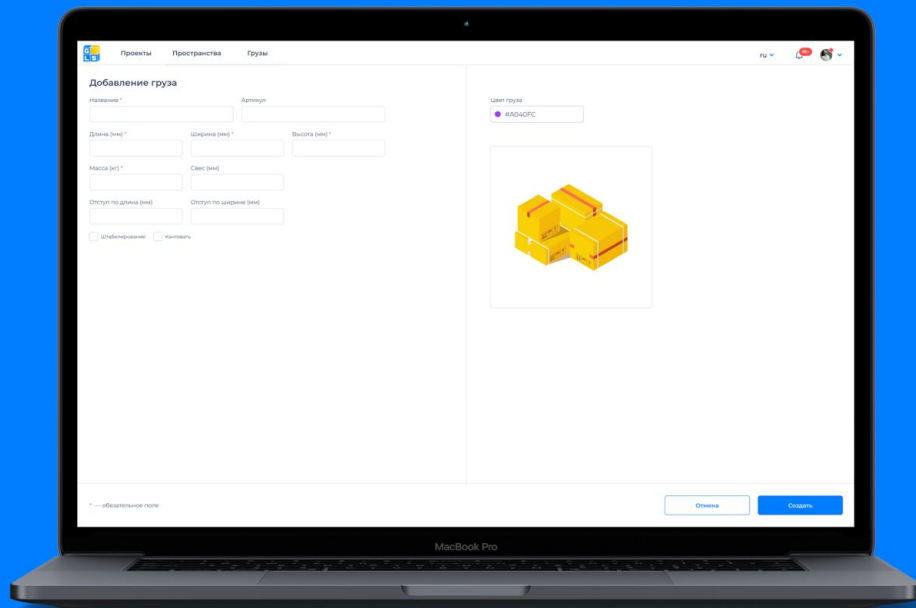 G L S
Проекты Пространства Грузы
ru
99+
Добавление груза
Название * Артикул
Длина (мм) * Ширина (мм) * Высота (мм) *
Масса (кг) * Свес (мм)
Отступ по длина (мм) Отступ по ширине (мм)
Штабелирование Кантовать
Цвет груза
#A040FC
* — обязательное поле
Отмена Создать
MacBook Pro